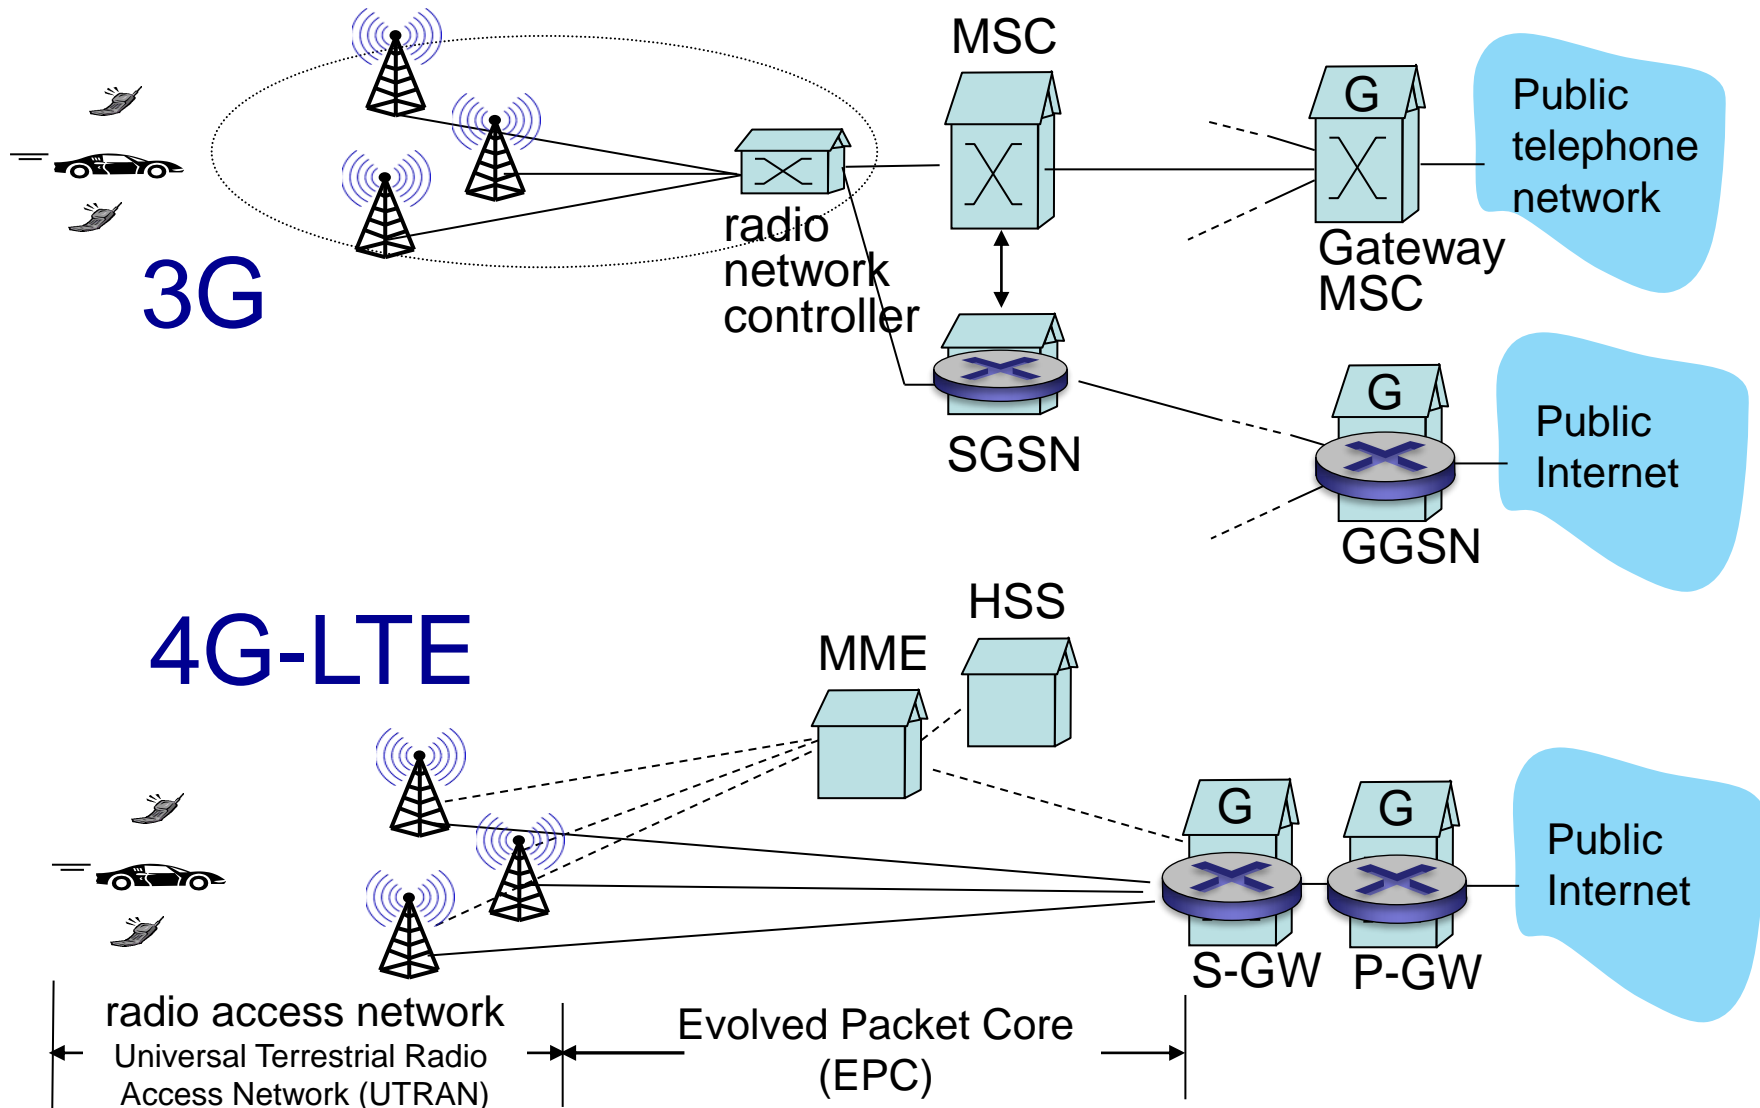 MSC
G
Public
telephone
network
radio
network
controller
Gateway
MSC
3G
SGSN
G
Public
Internet
GGSN
4G-LTE
HSS
MME
G
G
Public
Internet
S-GW
P-GW
radio access network
Universal Terrestrial Radio
Access Network (UTRAN)
Evolved Packet Core
(EPC)